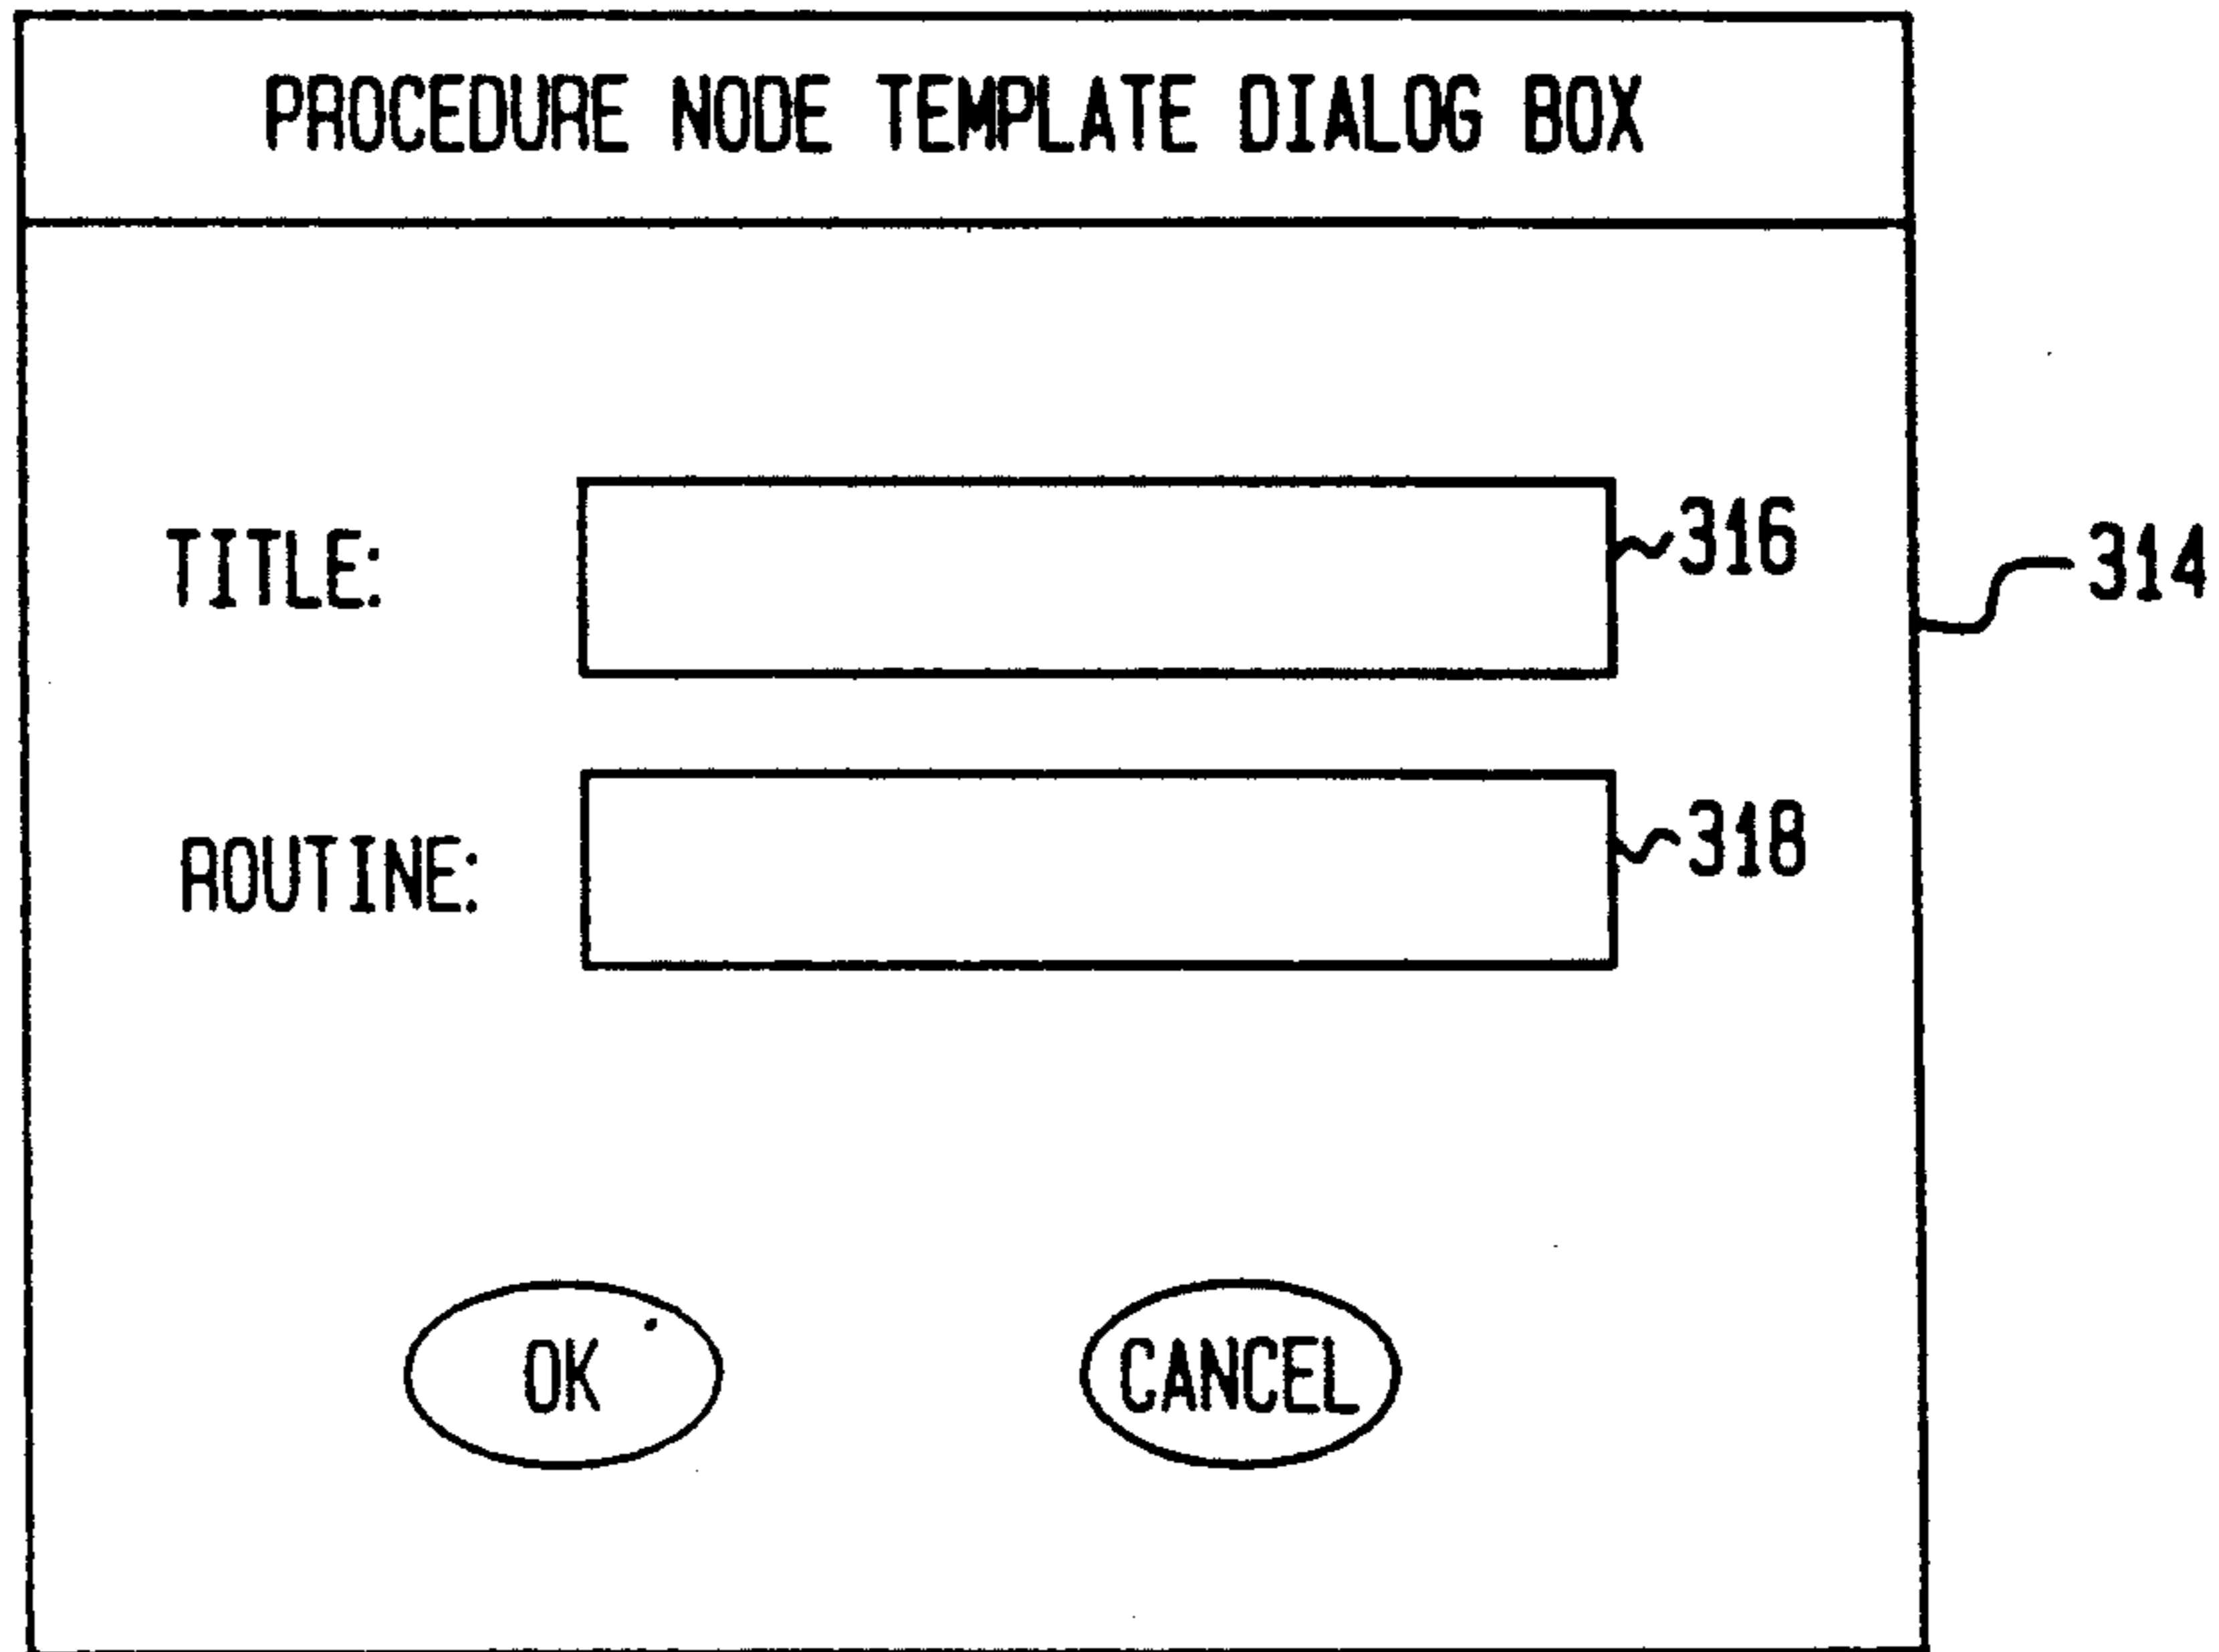 PROCEDURE NODE TEMPLATE DIALOG BOX
TITLE:
316
314
ROUTINE:
318
OK
CANCEL